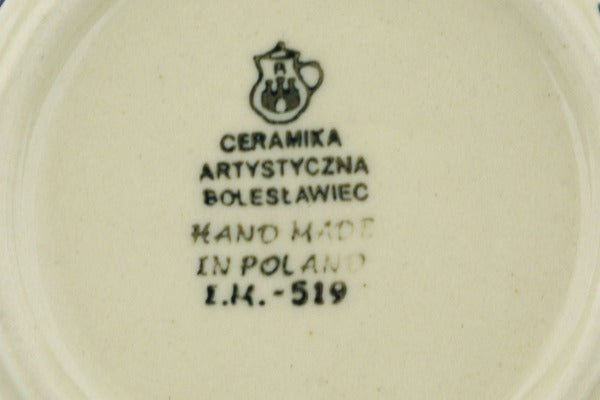 CERAMIKA
ARTYSTYCZNA
BOLESŁAWIEC
HAND MADE
IN POLAND
I.K.-519